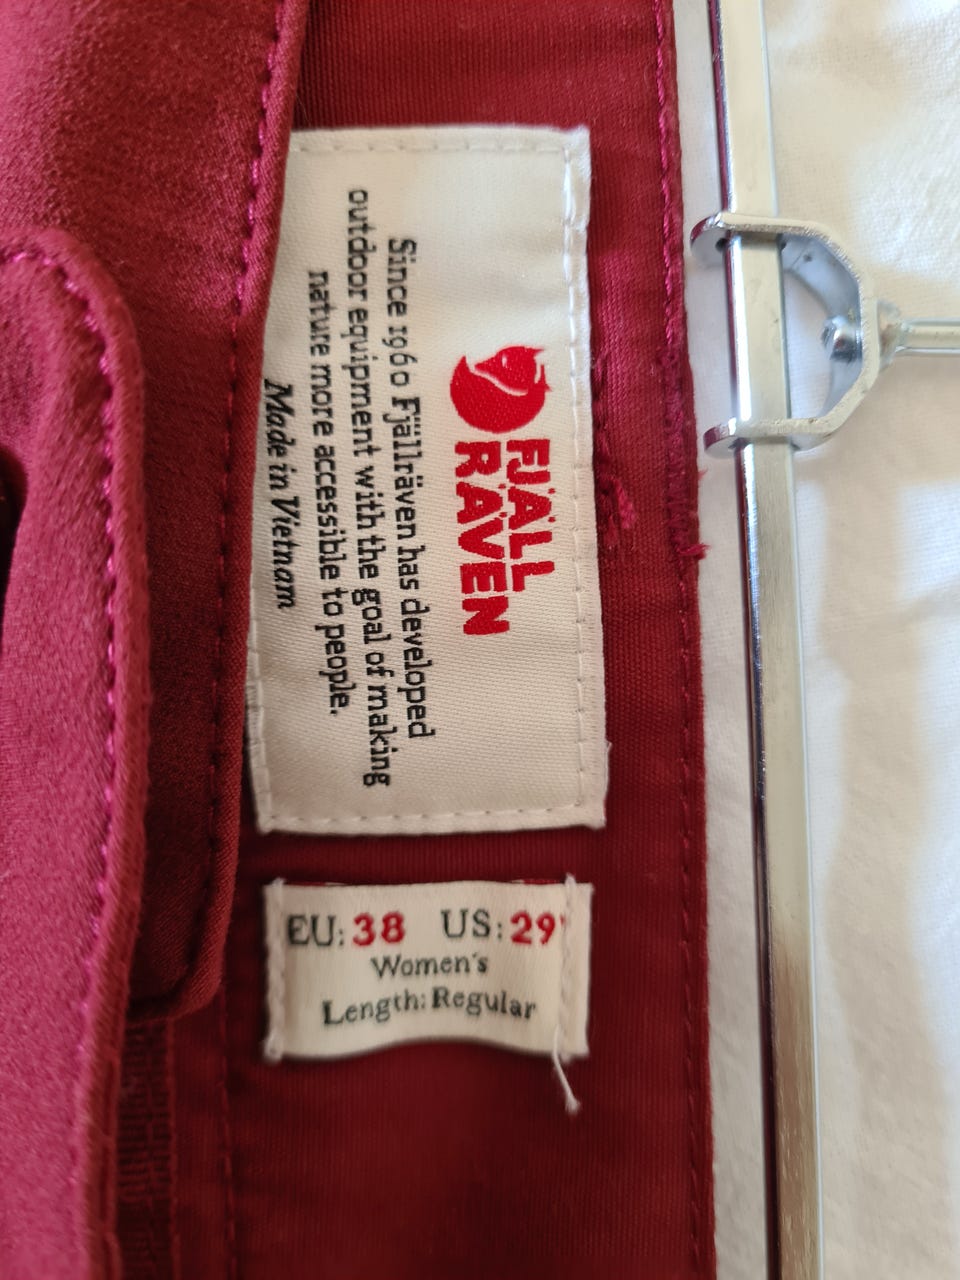 FJÄLL
RÄVEN
Since 1960 Fjällräven has developed
outdoor equipment with the goal of making
nature more accessible to people.
Made in Vietnam
EU: 38 US: 29"
Women's
Length: Regular